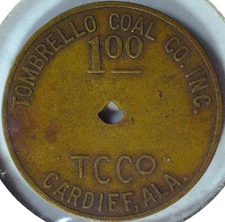 TOMBRELLO COAL CO. INC.
1.00
TCCO
CARDIFF, ALA.